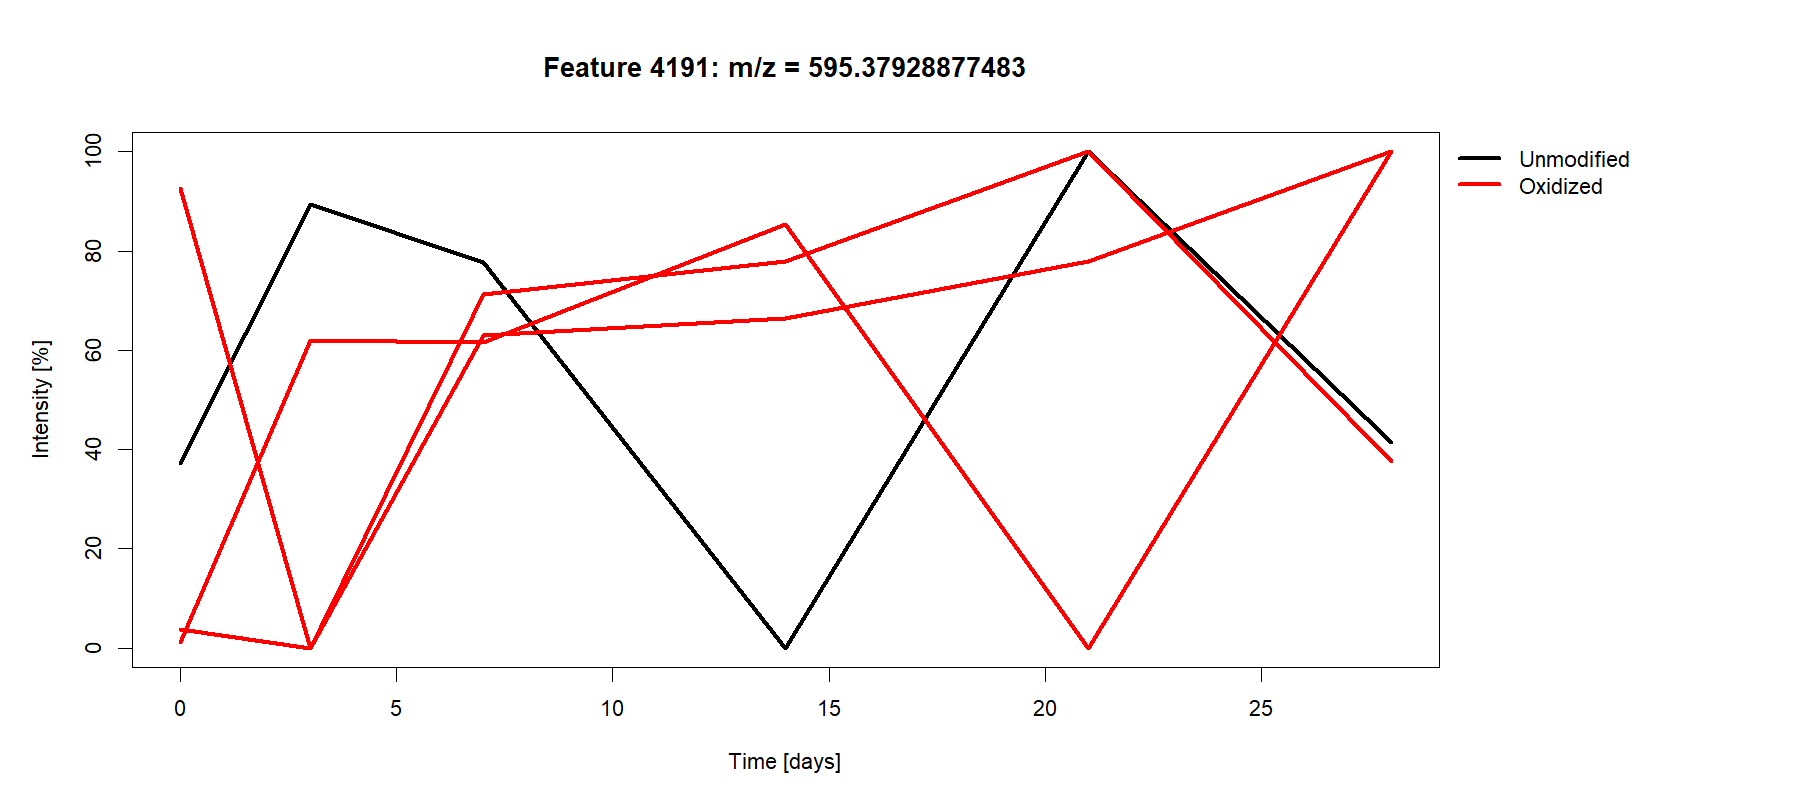 Feature 4191: m/z = 595.37928877483
Unmodified
Oxidized
Intensity [%]
100
80
60
40
20
0
0 5 10 15 20 25
Time [days]